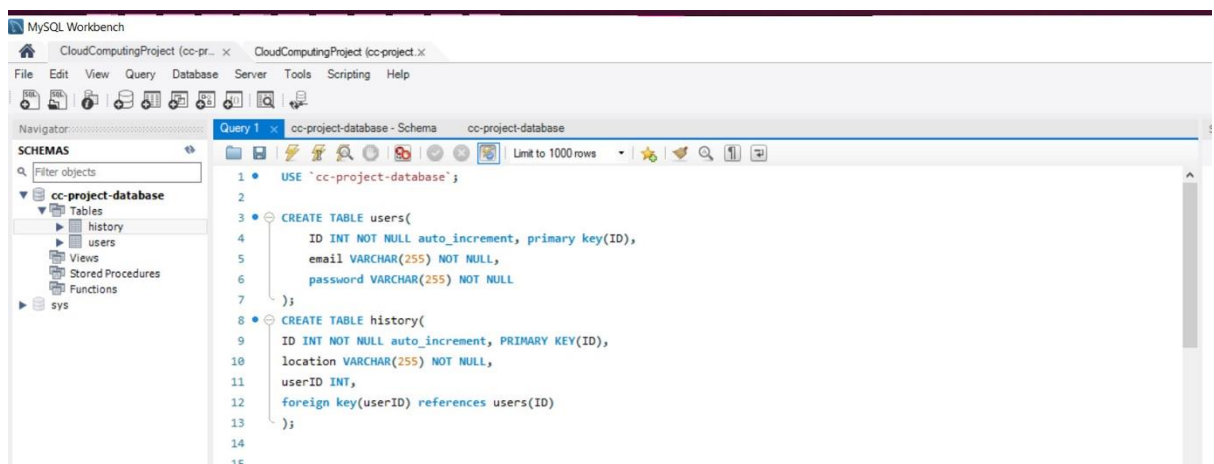 MySQL Workbench
CloudComputingProject (cc-pr... ×
CloudComputingProject (cc-project.×
File Edit View Query Database Server Tools Scripting Help
Navigator
Query 1 ×
cc-project-database - Schema
cc-project-database
SCHEMAS
Limit to 1000 rows
Filter objects
cc-project-database
Tables
history
users
Views
Stored Procedures
Functions
sys
1 USE `cc-project-database`;
2
3 CREATE TABLE users(
4 ID INT NOT NULL auto_increment, primary key(ID),
5 email VARCHAR(255) NOT NULL,
6 password VARCHAR(255) NOT NULL
7 );
8 CREATE TABLE history(
9 ID INT NOT NULL auto_increment, PRIMARY KEY(ID),
10 location VARCHAR(255) NOT NULL,
11 userID INT,
12 foreign key(userID) references users(ID)
13 );
14
15